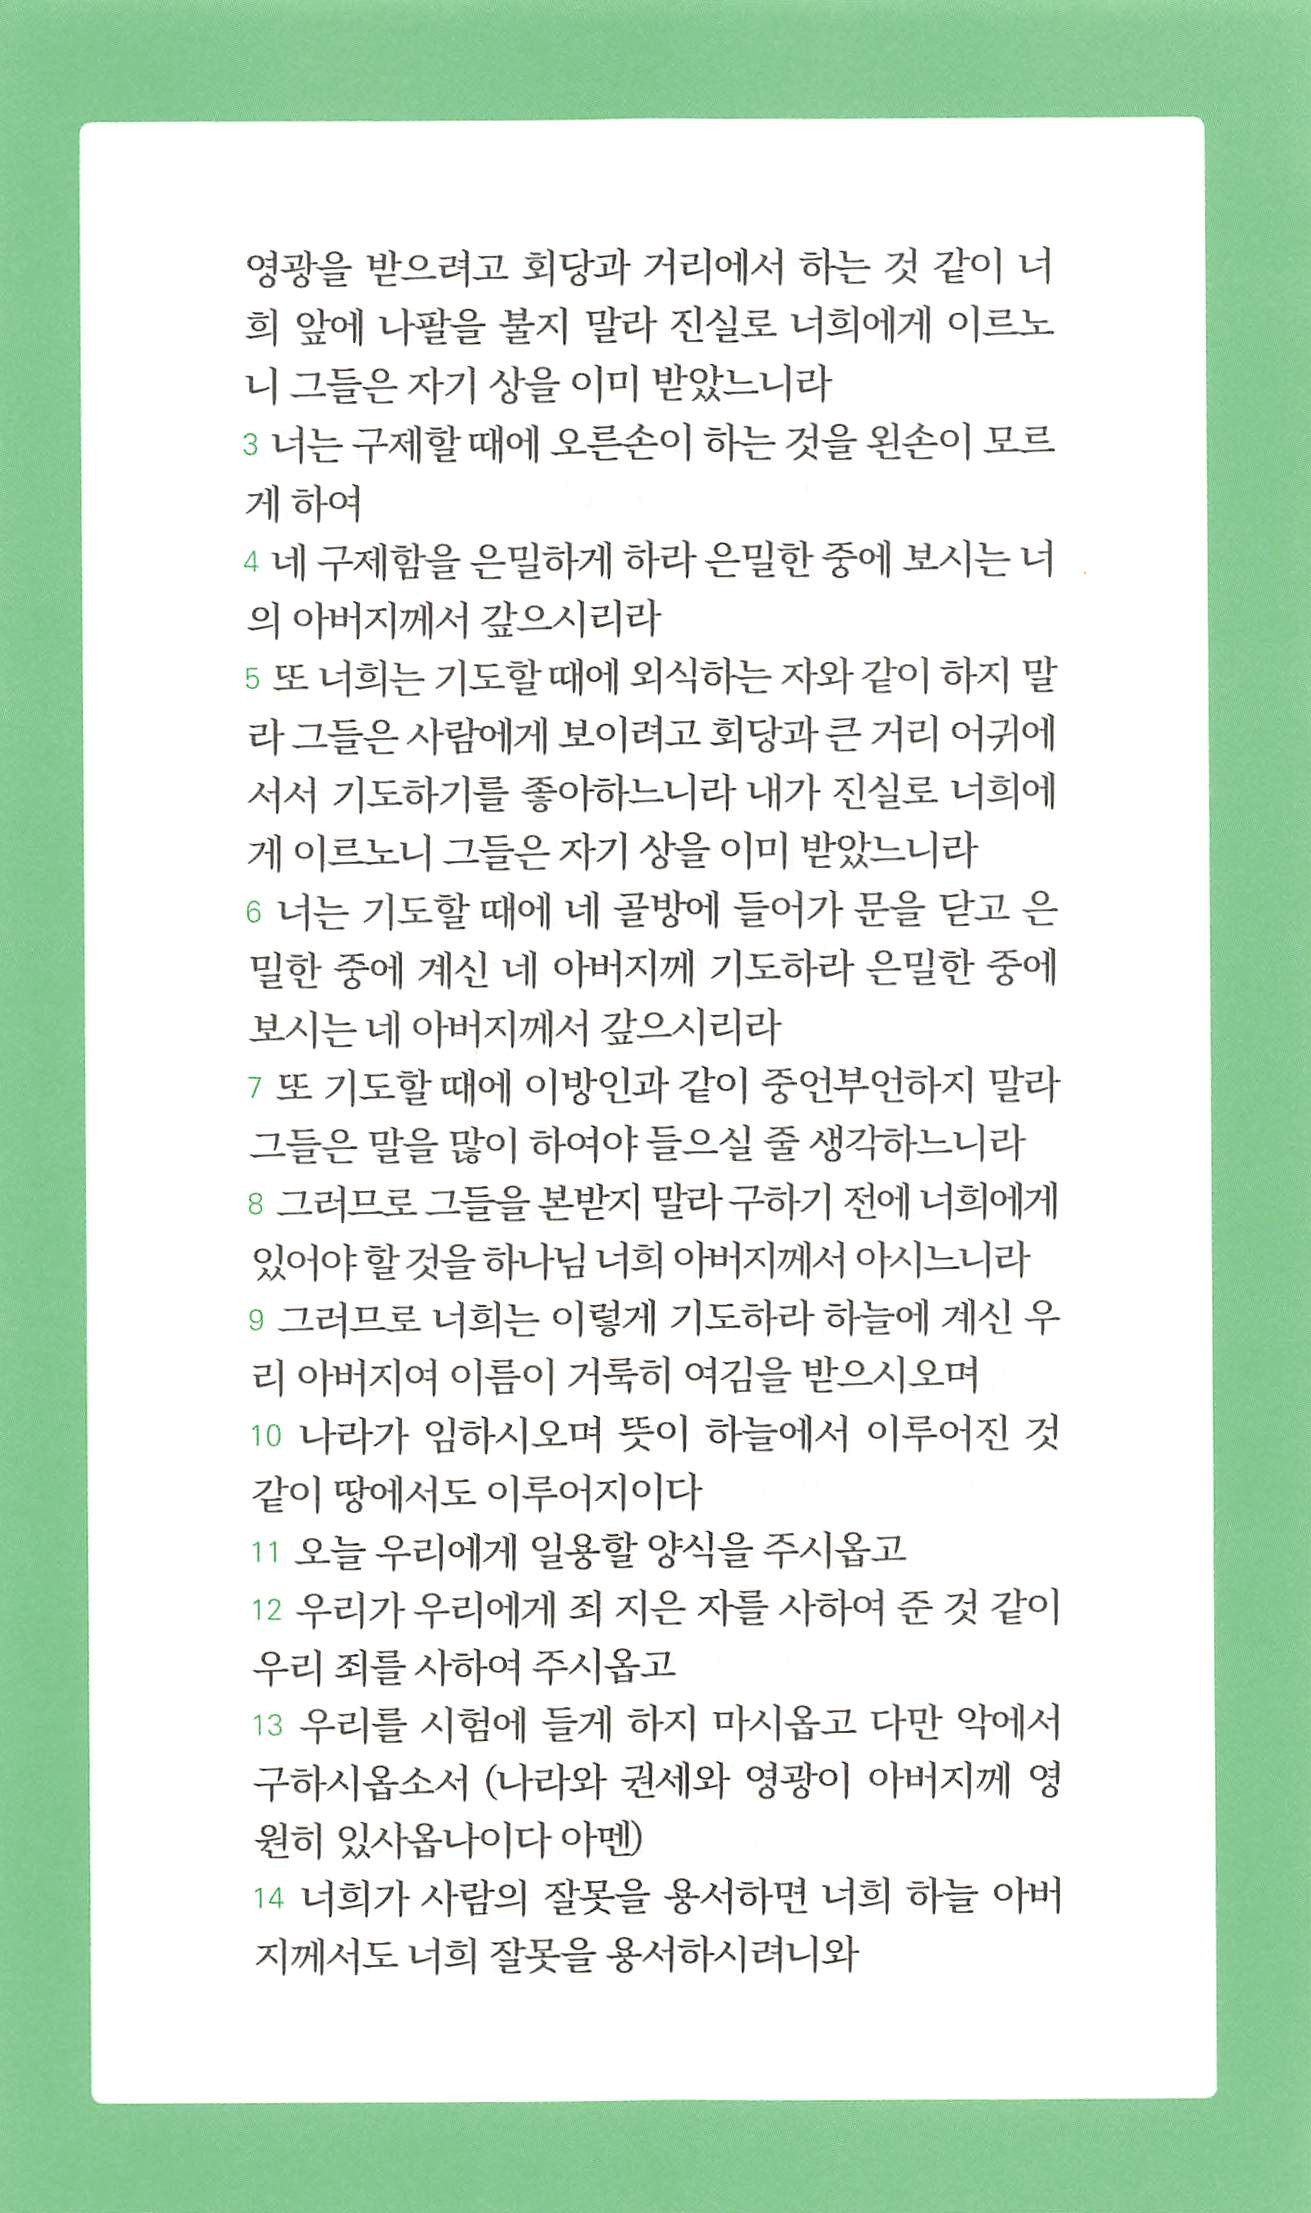 영광을 받으려고 회당과 거리에서 하는 것 같이 너
희 앞에 나팔을 불지 말라 진실로 너희에게 이르노
니 그들은 자기 상을 이미 받았느니라
3 너는 구제할 때에 오른손이 하는 것을 왼손이 모르
게 하여
4 네 구제함을 은밀하게 하라 은밀한 중에 보시는 너
의 아버지께서 갚으시리라
5 또 너희는 기도할 때에 외식하는 자와 같이 하지 말
라 그들은 사람에게 보이려고 회당과 큰 거리 어귀에
서서 기도하기를 좋아하느니라 내가 진실로 너희에
게 이르노니 그들은 자기 상을 이미 받았느니라
6 너는 기도할 때에 네 골방에 들어가 문을 닫고 은
밀한 중에 계신 네 아버지께 기도하라 은밀한 중에
보시는 네 아버지께서 갚으시리라
7 또 기도할 때에 이방인과 같이 중언부언하지 말라
그들은 말을 많이 하여야 들으실 줄 생각하느니라
8 그러므로 그들을 본받지 말라 구하기 전에 너희에게
있어야 할 것을 하나님 너희 아버지께서 아시느니라
9 그러므로 너희는 이렇게 기도하라 하늘에 계신 우
리 아버지여 이름이 거룩히 여김을 받으시오며
10 나라가 임하시오며 뜻이 하늘에서 이루어진 것
같이 땅에서도 이루어지이다
11 오늘 우리에게 일용할 양식을 주시옵고
12 우리가 우리에게 죄 지은 자를 사하여 준 것 같이
우리 죄를 사하여 주시옵고
13 우리를 시험에 들게 하지 마시옵고 다만 악에서
구하시옵소서 (나라와 권세와 영광이 아버지께 영
원히 있사옵나이다 아멘)
14 너희가 사람의 잘못을 용서하면 너희 하늘 아버
지께서도 너희 잘못을 용서하시려니와